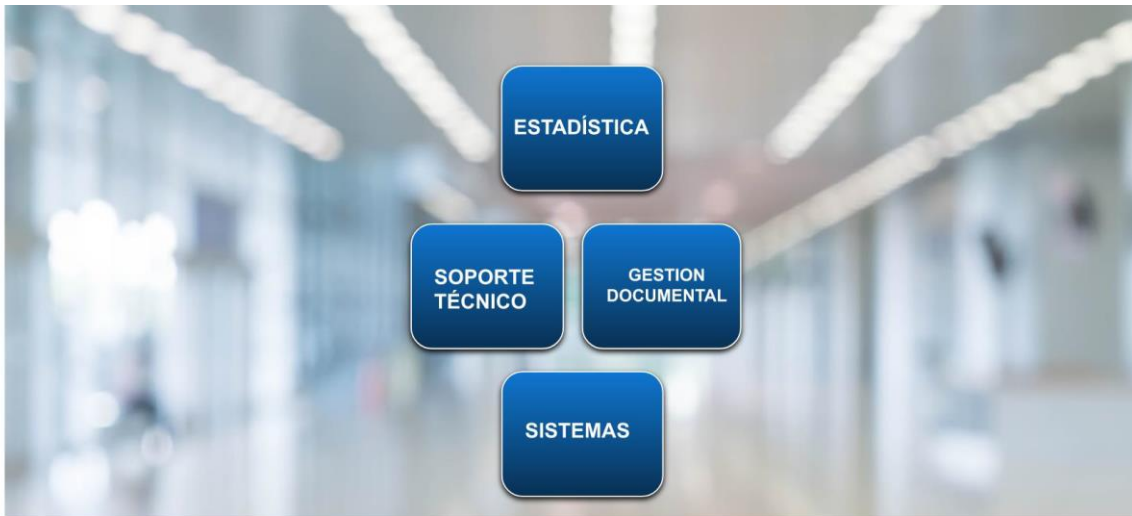 ESTADÍSTICA
SOPORTE
TÉCNICO
GESTION
DOCUMENTAL
SISTEMAS